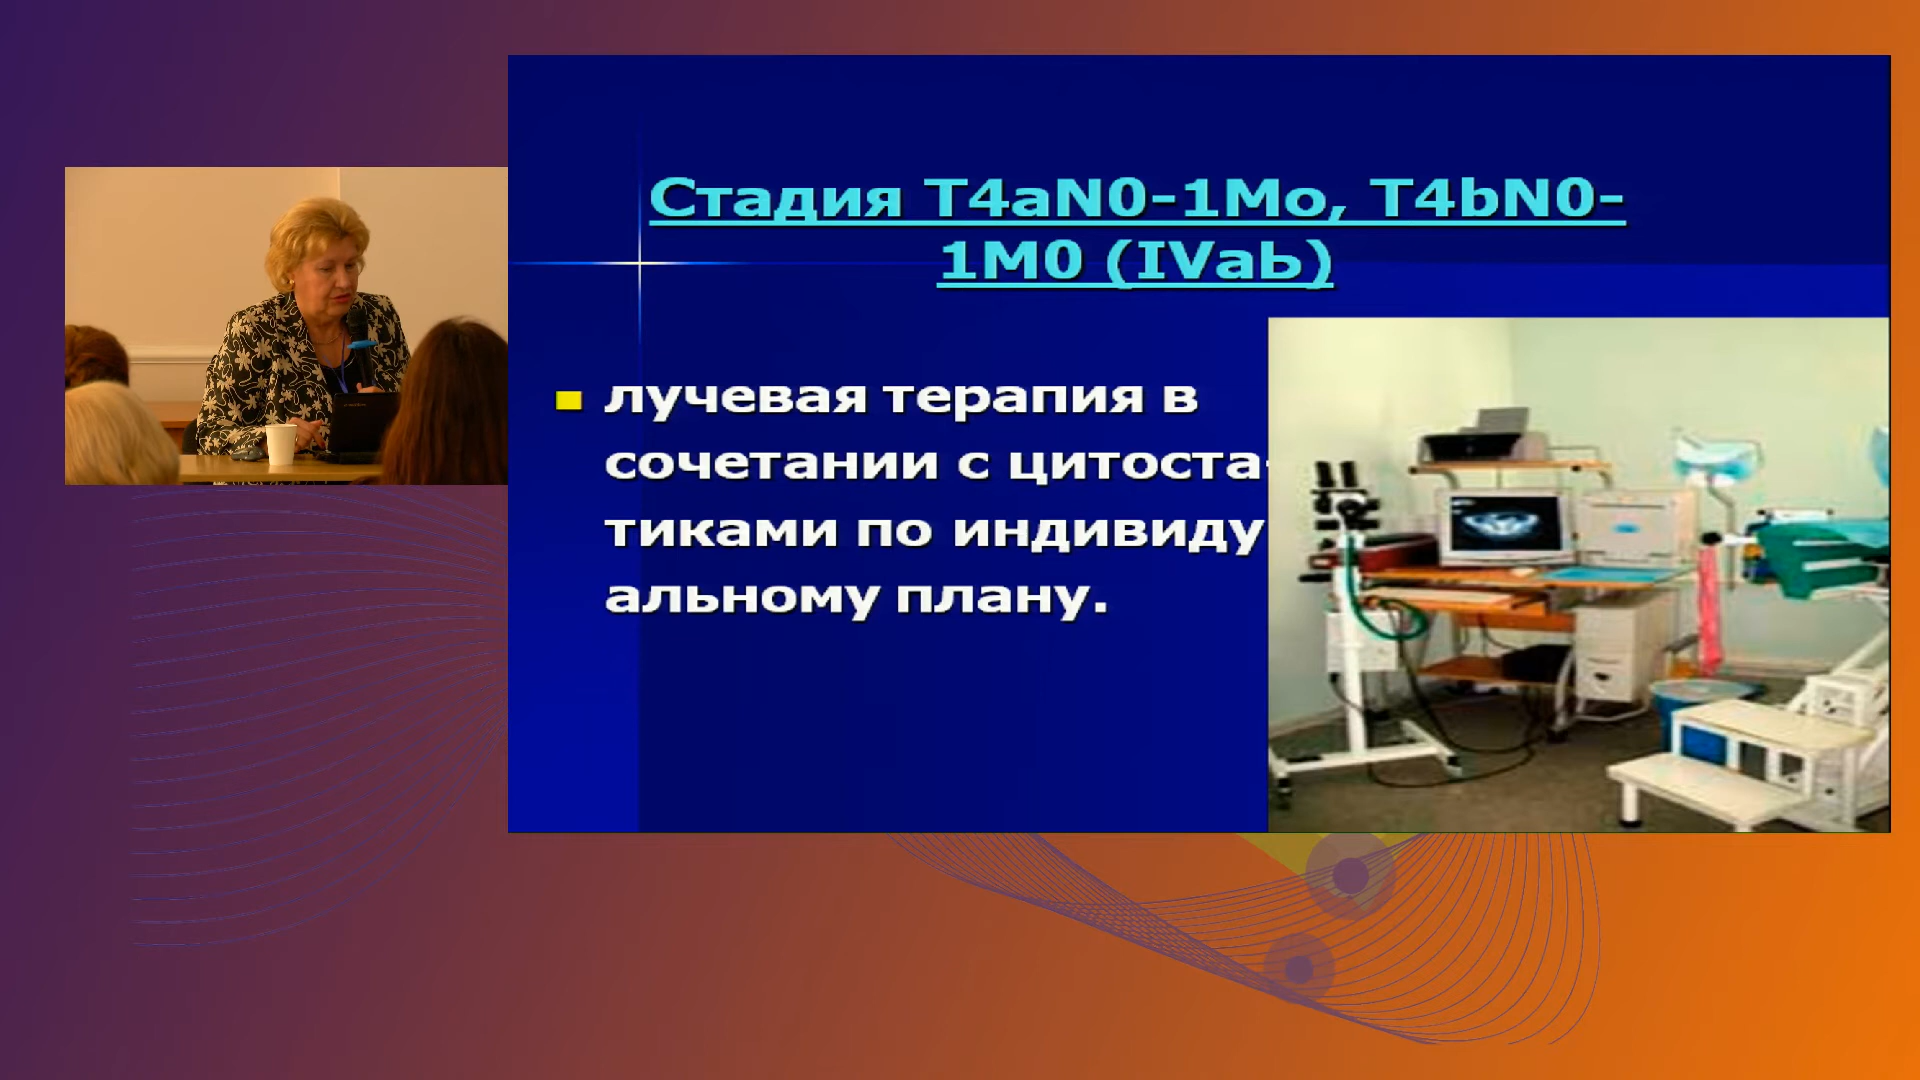 Стадия T4aN0-1Mo, T4bN0-
1M0 (IVaЬ)
лучевая терапия в
сочетании с цитоста-
тиками по индивиду
альному плану.